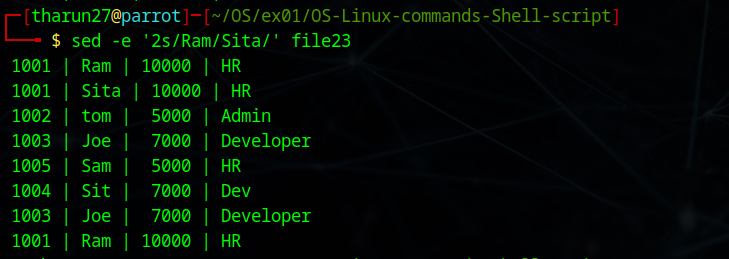 ┌─[tharun27@parrot]─[~/OS/ex01/OS-Linux-commands-Shell-script]
└──╼ $ sed -e '2s/Ram/Sita/' file23
1001 | Ram | 10000 | HR
1001 | Sita | 10000 | HR
1002 | tom |  5000 | Admin
1003 | Joe |  7000 | Developer
1005 | Sam |  5000 | HR
1004 | Sit |  7000 | Dev
1003 | Joe |  7000 | Developer
1001 | Ram | 10000 | HR